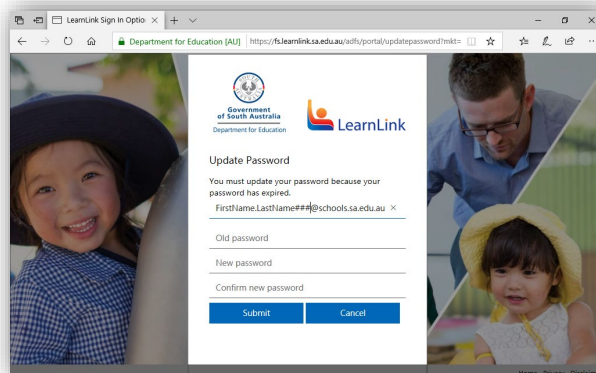 LearnLink Sign In Optio
Department for Education [AU]
https://fs.learnlink.sa.edu.au/adfs/portal/updatepassword?mkt=
Government
of South Australia
Department for Education
LearnLink
Update Password
You must update your password because your
password has expired.
FirstName.LastName###@schools.sa.edu.au
Old password
New password
Confirm new password
Submit
Cancel
Home Privacy Disclaim